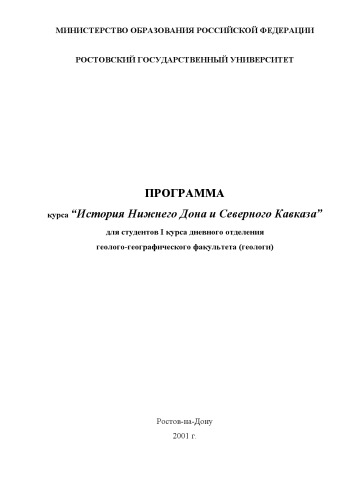 МИНИСТЕРСТВО ОБРАЗОВАНИЯ РОССИЙСКОЙ ФЕДЕРАЦИИ
РОСТОВСКИЙ ГОСУДАРСТВЕННЫЙ УНИВЕРСИТЕТ
ПРОГРАММА
курса “История Нижнего Дона и Северного Кавказа”
для студентов I курса дневного отделения
геолого-географического факультета (геологи)
Ростов-на-Дону
2001 г.